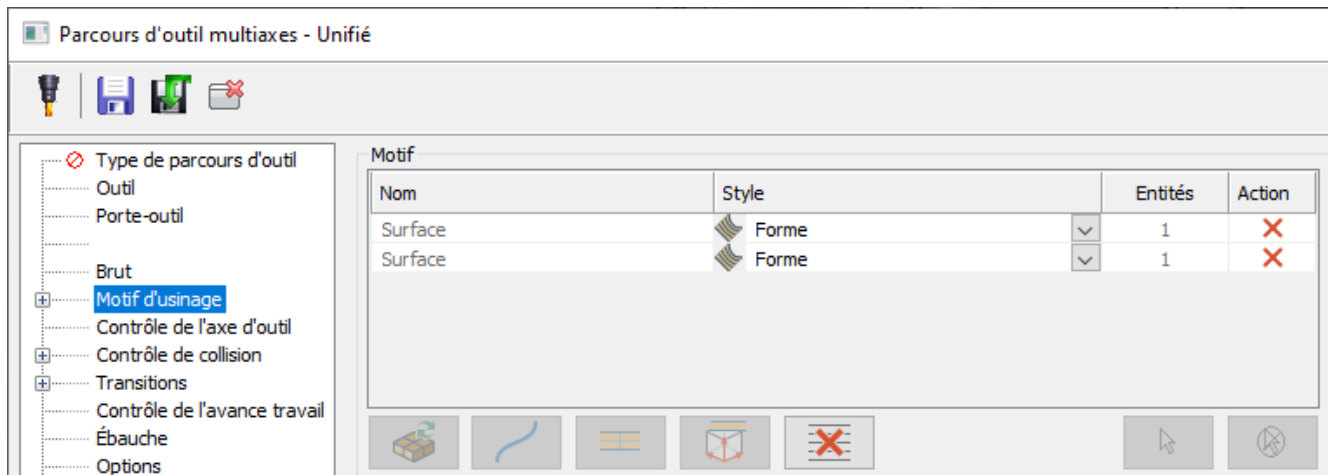 Parcours d'outil multiaxes - Unifié
Type de parcours d'outil
Outil
Porte-outil
Brut
Motif d'usinage
Contrôle de l'axe d'outil
Contrôle de collision
Transitions
Contrôle de l'avance travail
Ébauche
Options
Motif
Nom Style Entités Action
Surface Forme 1
Surface Forme 1